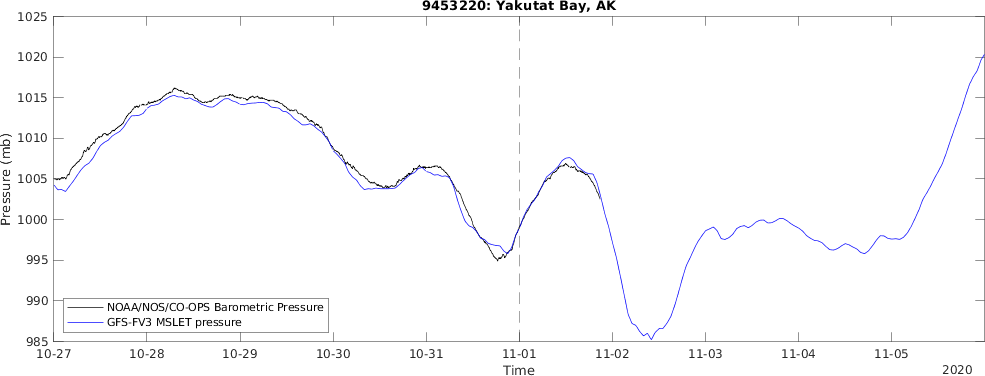 9453220: Yakutat Bay, AK
Pressure (mb)
1025
1020
1015
1010
1005
1000
995
990
985
NOAA/NOS/CO-OPS Barometric Pressure
GFS-FV3 MSLET pressure
10-27 10-28 10-29 10-30 10-31 11-01 11-02 11-03 11-04 11-05
Time
2020